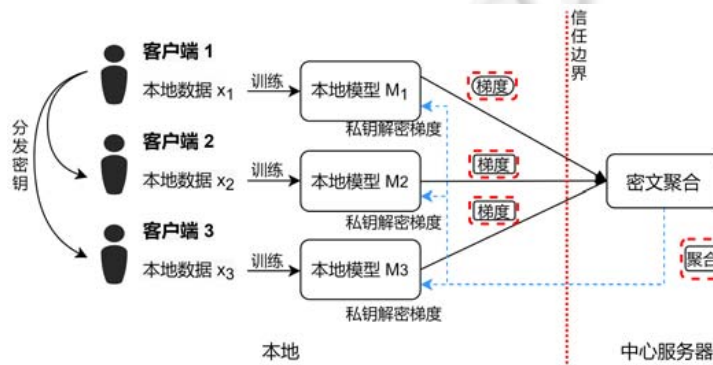 客户端 1
本地数据 x₁
训练
本地模型 M₁
梯度
信任边界
私钥解密梯度
分发密钥
客户端 2
本地数据 x₂
训练
本地模型 M2
梯度
密文聚合
私钥解密梯度
梯度
客户端 3
本地数据 x₃
训练
本地模型 M3
聚合
私钥解密梯度
本地
中心服务器